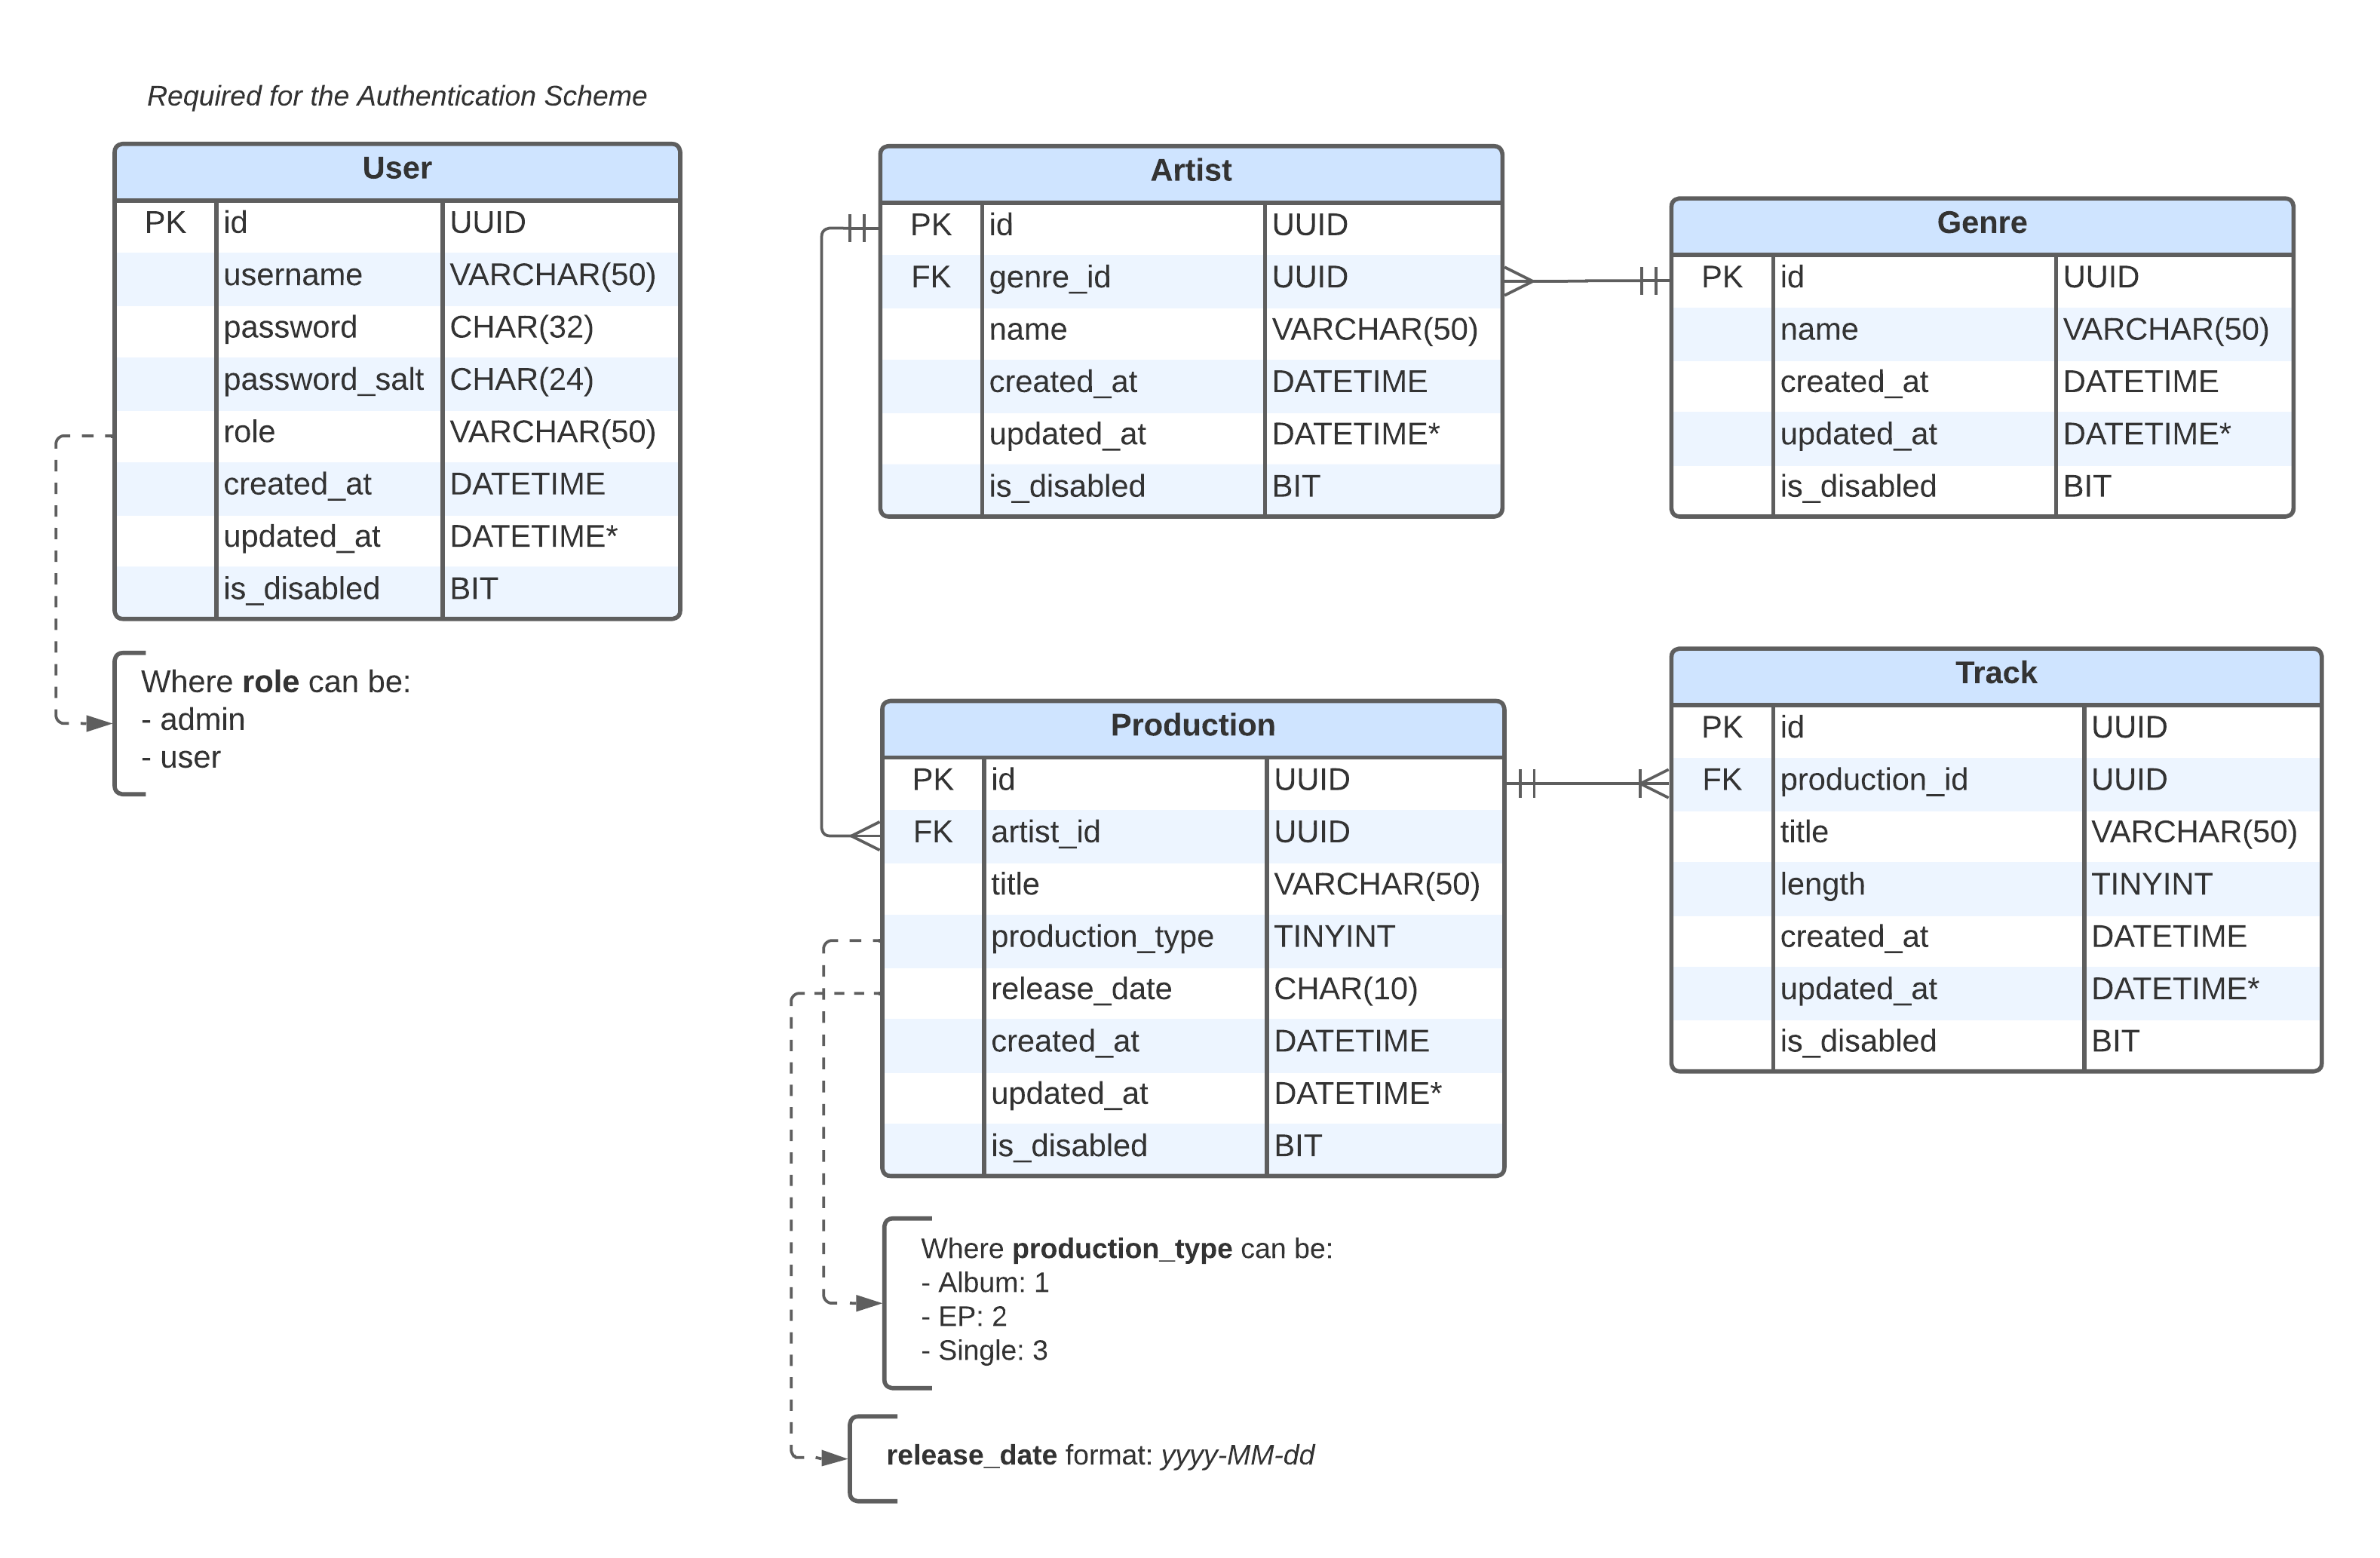 Required for the Authentication Scheme
User
PK id UUID
username VARCHAR(50)
password CHAR(32)
password_salt CHAR(24)
role VARCHAR(50)
created_at DATETIME
updated_at DATETIME*
is_disabled BIT
Where role can be:
- admin
- user
Artist
PK id UUID
FK genre_id UUID
name VARCHAR(50)
created_at DATETIME
updated_at DATETIME*
is_disabled BIT
Genre
PK id UUID
name VARCHAR(50)
created_at DATETIME
updated_at DATETIME*
is_disabled BIT
Production
PK id UUID
FK artist_id UUID
title VARCHAR(50)
production_type TINYINT
release_date CHAR(10)
created_at DATETIME
updated_at DATETIME*
is_disabled BIT
Track
PK id UUID
FK production_id UUID
title VARCHAR(50)
length TINYINT
created_at DATETIME
updated_at DATETIME*
is_disabled BIT
Where production_type can be:
- Album: 1
- EP: 2
- Single: 3
release_date format: yyyy-MM-dd